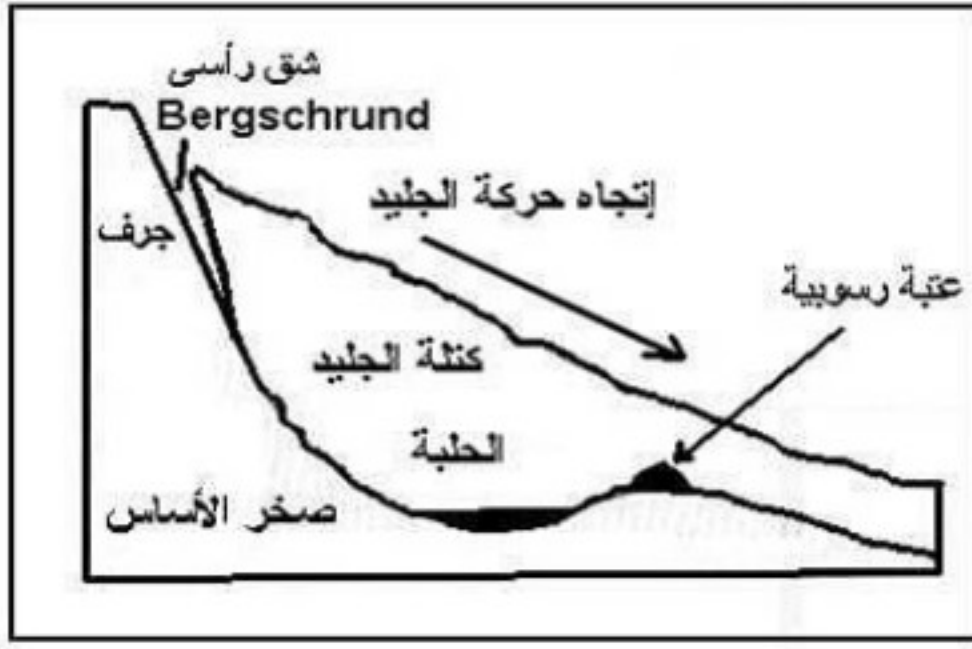 شق رأسى
Bergschrund
إتجاه حركة الجليد
جرف
عتبة رسوبية
كتلة الجليد
الحلبة
صخر الأساس